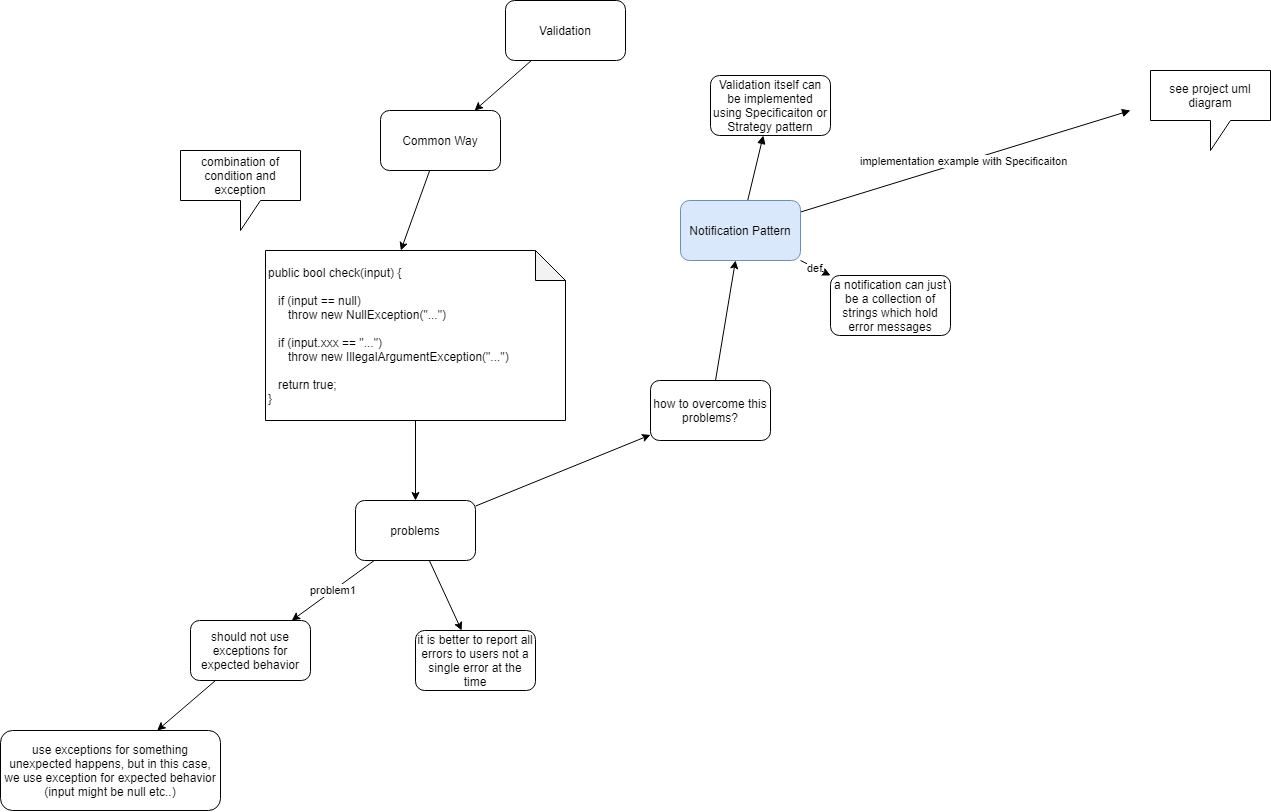 Validation
Common Way
combination of
condition and
exception
public bool check(input) {
if (input == null)
throw new NullException("...")
if (input.xxx == "...")
throw new IllegalArgumentException("...")
return true;
}
problems
problem1
should not use
exceptions for
expected behavior
use exceptions for something
unexpected happens, but in this case,
we use exception for expected behavior
(input might be null etc..)
it is better to report all
errors to users not a
single error at the
time
how to overcome this
problems?
Notification Pattern
Validation itself can
be implemented
using Specificaiton or
Strategy pattern
implementation example with Specificaiton
see project uml
diagram
def
a notification can just
be a collection of
strings which hold
error messages